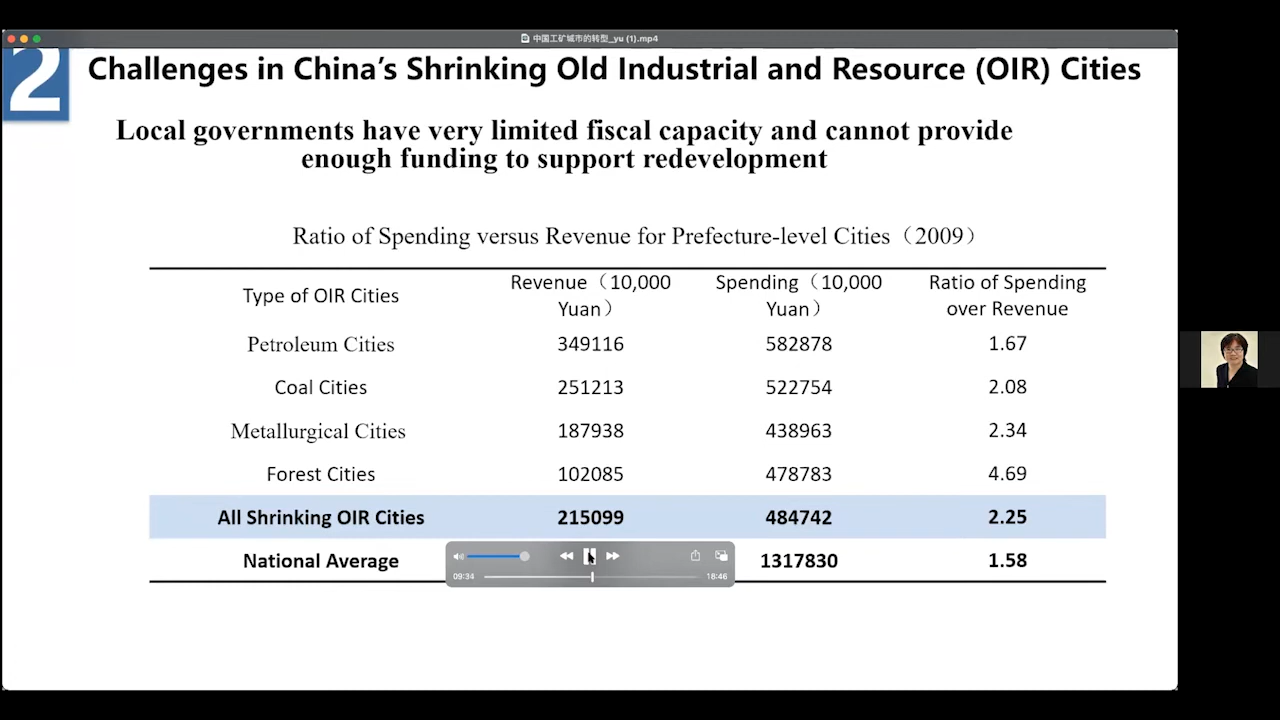 中国工矿城市的转型_yu (1).mp4
2
Challenges in China's Shrinking Old Industrial and Resource (OIR) Cities
Local governments have very limited fiscal capacity and cannot provide
enough funding to support redevelopment
Ratio of Spending versus Revenue for Prefecture-level Cities（2009）
Type of OIR Cities Revenue（10,000 Yuan） Spending（10,000 Yuan） Ratio of Spending over Revenue
Petroleum Cities 349116 582878 1.67
Coal Cities 251213 522754 2.08
Metallurgical Cities 187938 438963 2.34
Forest Cities 102085 478783 4.69
All Shrinking OIR Cities 215099 484742 2.25
National Average 1317830 1.58
09:34 18:46